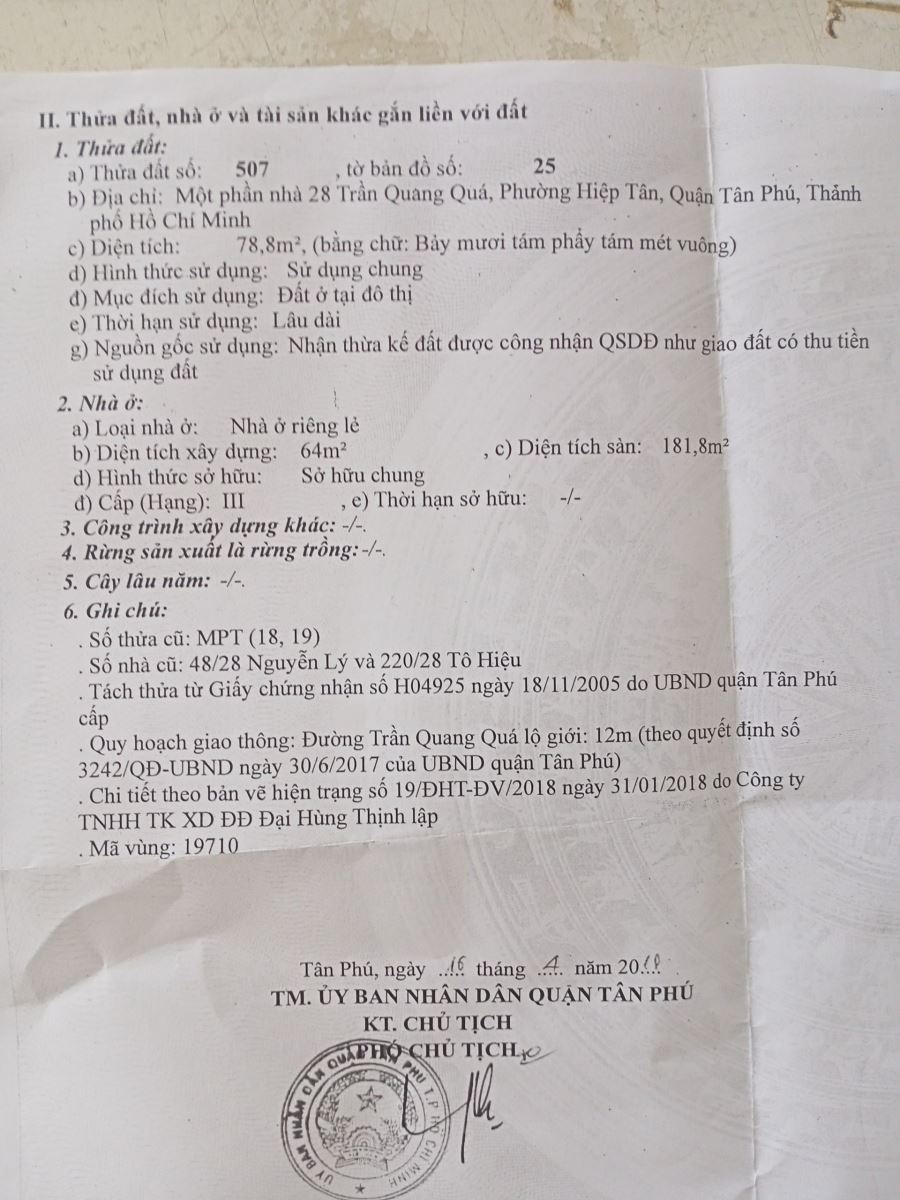 II. Thửa đất, nhà ở và tài sản khác gắn liền với đất
1. Thửa đất:
a) Thửa đất số: 507 , tờ bản đồ số: 25
b) Địa chỉ: Một phần nhà 28 Trần Quang Quá, Phường Hiệp Tân, Quận Tân Phú, Thành
phố Hồ Chí Minh
c) Diện tích: 78,8m², (bằng chữ: Bảy mươi tám phẩy tám mét vuông)
d) Hình thức sử dụng: Sử dụng chung
đ) Mục đích sử dụng: Đất ở tại đô thị
e) Thời hạn sử dụng: Lâu dài
g) Nguồn gốc sử dụng: Nhận thừa kế đất được công nhận QSDĐ như giao đất có thu tiền
sử dụng đất
2. Nhà ở:
a) Loại nhà ở: Nhà ở riêng lẻ
b) Diện tích xây dựng: 64m² , c) Diện tích sàn: 181,8m²
d) Hình thức sở hữu: Sở hữu chung
đ) Cấp (Hạng): III , e) Thời hạn sở hữu: -/-
3. Công trình xây dựng khác: -/-.
4. Rừng sản xuất là rừng trồng: -/-.
5. Cây lâu năm: -/-.
6. Ghi chú:
. Số thửa cũ: MPT (18, 19)
. Số nhà cũ: 48/28 Nguyễn Lý và 220/28 Tô Hiệu
. Tách thửa từ Giấy chứng nhận số H04925 ngày 18/11/2005 do UBND quận Tân Phú
cấp
. Quy hoạch giao thông: Đường Trần Quang Quá lộ giới: 12m (theo quyết định số
3242/QĐ-UBND ngày 30/6/2017 của UBND quận Tân Phú)
. Chi tiết theo bản vẽ hiện trạng số 19/ĐHT-ĐV/2018 ngày 31/01/2018 do Công ty
TNHH TK XD ĐĐ Đại Hùng Thịnh lập
. Mã vùng: 19710
Tân Phú, ngày 16 tháng 4 năm 2018
TM. ỦY BAN NHÂN DÂN QUẬN TÂN PHÚ
KT. CHỦ TỊCH
PHÓ CHỦ TỊCH
ỦY BAN NHÂN DÂN QUẬN TÂN PHÚ T.P HỒ CHÍ MINH